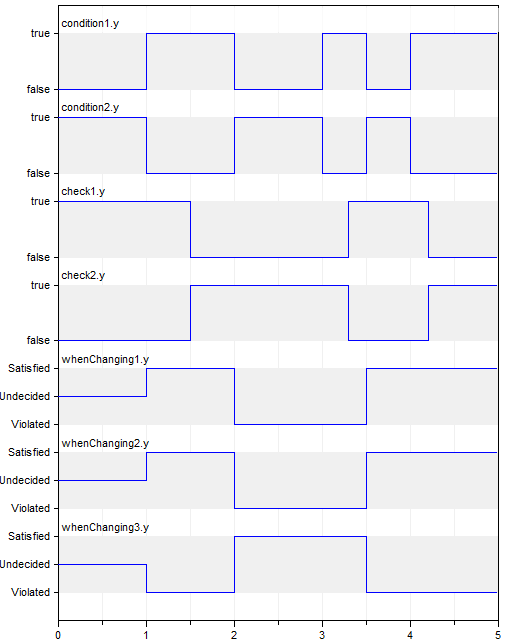 condition1.y
true
false
condition2.y
true
false
check1.y
true
false
check2.y
true
false
whenChanging1.y
Satisfied
Undecided
Violated
whenChanging2.y
Satisfied
Undecided
Violated
whenChanging3.y
Satisfied
Undecided
Violated
0 1 2 3 4 5